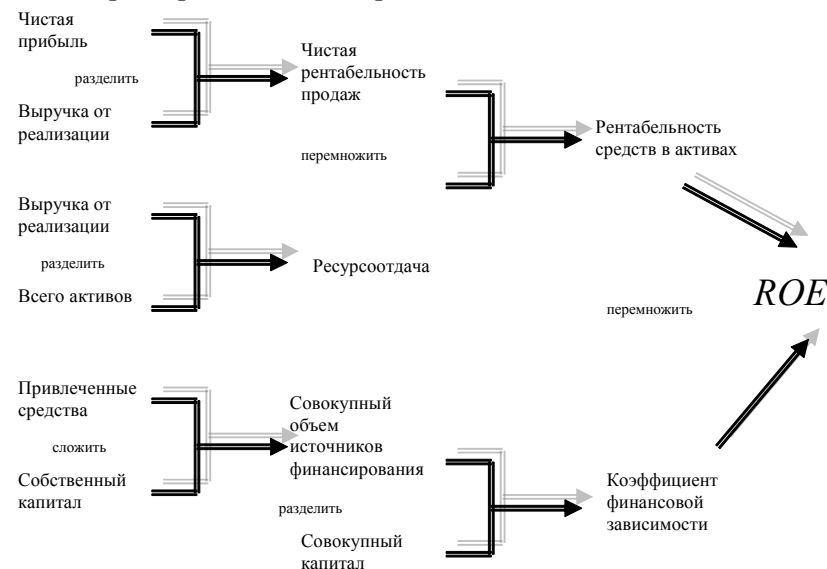 Чистая
прибыль
разделить
Выручка от
реализации
Чистая
рентабельность
продаж
перемножить
Рентабельность
средств в активах
Выручка от
реализации
разделить
Всего активов
Ресурсоотдача
перемножить
ROE
Привлеченные
средства
сложить
Собственный
капитал
Совокупный
объем
источников
финансирования
разделить
Совокупный
капитал
Коэффициент
финансовой
зависимости